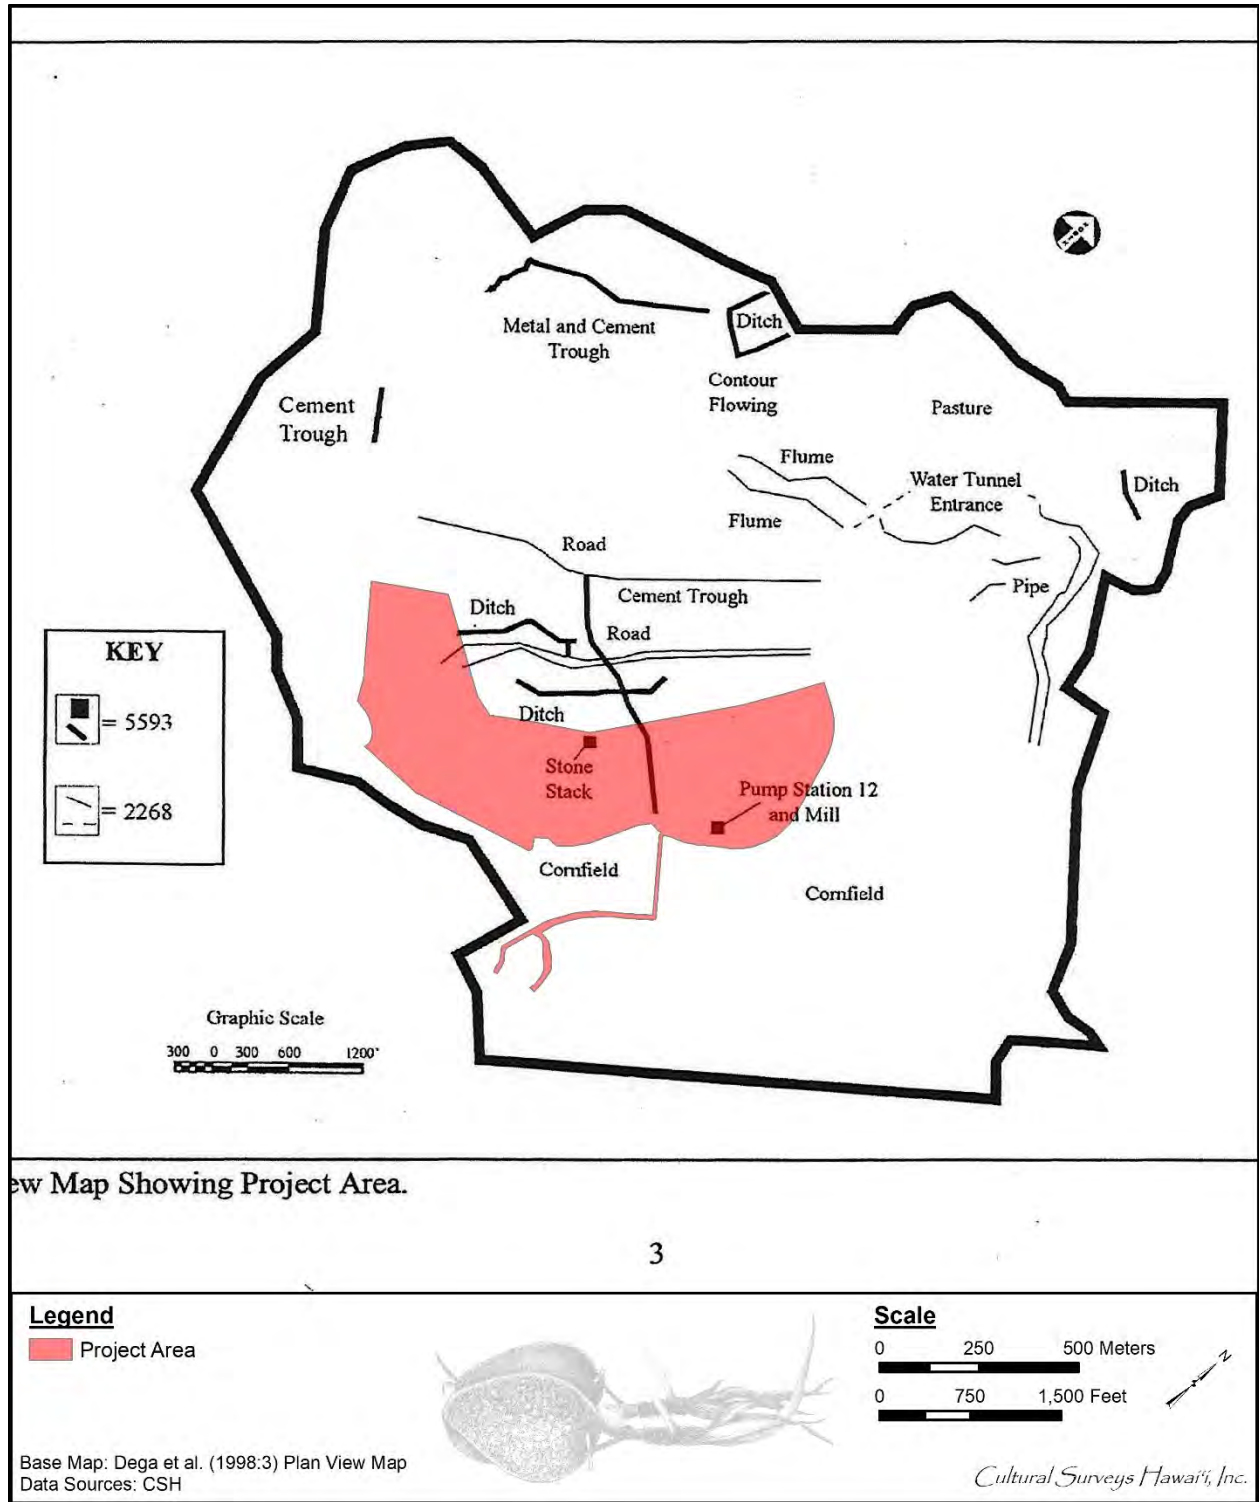 Metal and Cement
Trough
Ditch
Contour
Flowing
Cement
Trough
Pasture
Flume
Water Tunnel
Entrance
Ditch
Flume
Road
Pipe
Cement Trough
Ditch
Road
KEY
= 5593
= 2268
Ditch
Stone
Stack
Pump Station 12
and Mill
Cornfield
Cornfield
Graphic Scale
300 0 300 600 1200'
ew Map Showing Project Area.
3
Legend
Project Area
Base Map: Dega et al. (1998:3) Plan View Map
Data Sources: CSH
Scale
0 250 500 Meters
0 750 1,500 Feet
N
Cultural Surveys Hawai‘i, Inc.